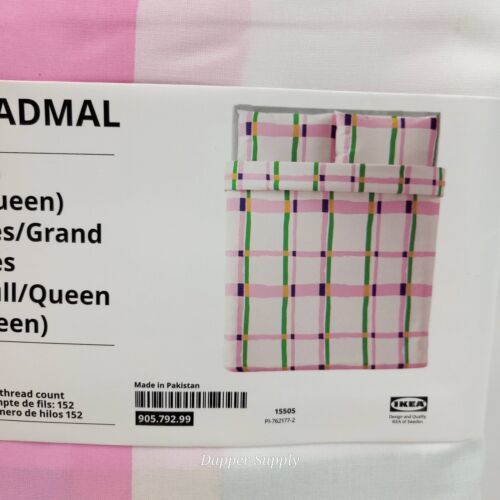 ADMAL
ueen)
es/Grand
es
ull/Queen
een)
thread count
mpte de fils: 152
nero de hilos 152
Made in Pakistan
905.792.99
15505
PI-762177-2
IKEA
Design and Quality
IKEA of Sweden
Dapper Supply